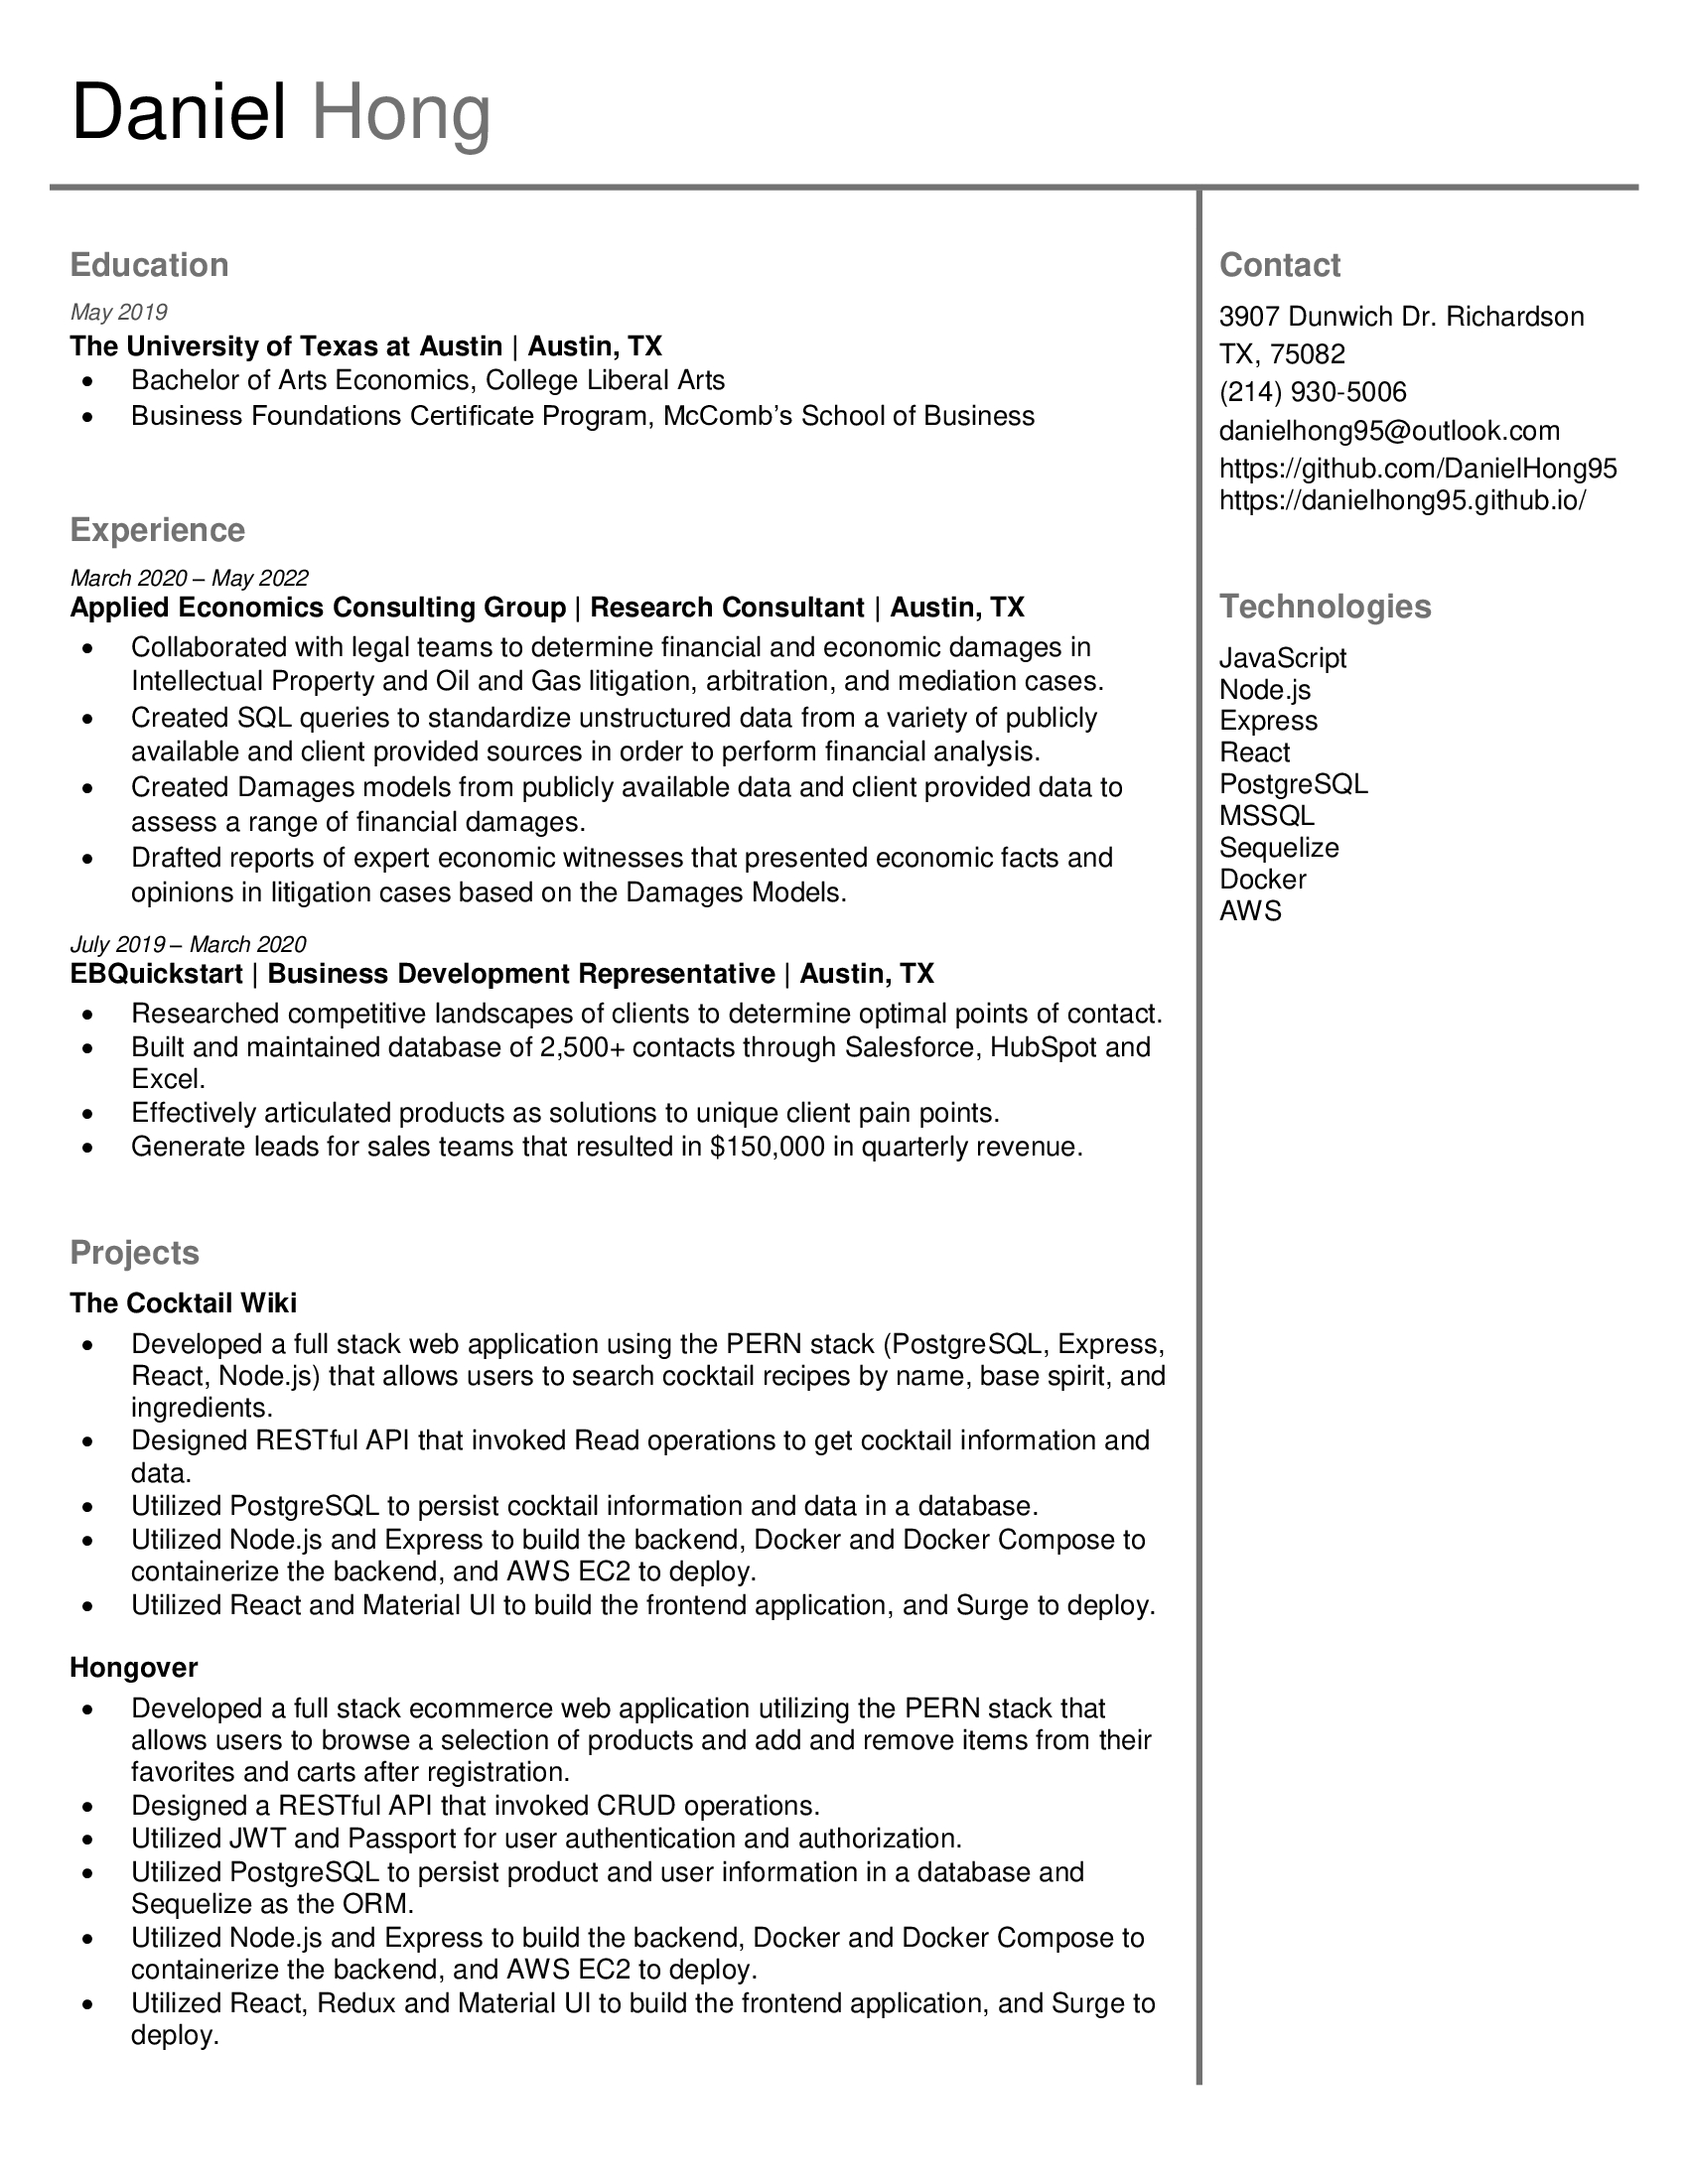 Daniel Hong
Education
May 2019
The University of Texas at Austin | Austin, TX
• Bachelor of Arts Economics, College Liberal Arts
• Business Foundations Certificate Program, McComb’s School of Business
Experience
March 2020 – May 2022
Applied Economics Consulting Group | Research Consultant | Austin, TX
• Collaborated with legal teams to determine financial and economic damages in
Intellectual Property and Oil and Gas litigation, arbitration, and mediation cases.
• Created SQL queries to standardize unstructured data from a variety of publicly
available and client provided sources in order to perform financial analysis.
• Created Damages models from publicly available data and client provided data to
assess a range of financial damages.
• Drafted reports of expert economic witnesses that presented economic facts and
opinions in litigation cases based on the Damages Models.
July 2019 – March 2020
EBQuickstart | Business Development Representative | Austin, TX
• Researched competitive landscapes of clients to determine optimal points of contact.
• Built and maintained database of 2,500+ contacts through Salesforce, HubSpot and
Excel.
• Effectively articulated products as solutions to unique client pain points.
• Generate leads for sales teams that resulted in $150,000 in quarterly revenue.
Projects
The Cocktail Wiki
• Developed a full stack web application using the PERN stack (PostgreSQL, Express,
React, Node.js) that allows users to search cocktail recipes by name, base spirit, and
ingredients.
• Designed RESTful API that invoked Read operations to get cocktail information and
data.
• Utilized PostgreSQL to persist cocktail information and data in a database.
• Utilized Node.js and Express to build the backend, Docker and Docker Compose to
containerize the backend, and AWS EC2 to deploy.
• Utilized React and Material UI to build the frontend application, and Surge to deploy.
Hongover
• Developed a full stack ecommerce web application utilizing the PERN stack that
allows users to browse a selection of products and add and remove items from their
favorites and carts after registration.
• Designed a RESTful API that invoked CRUD operations.
• Utilized JWT and Passport for user authentication and authorization.
• Utilized PostgreSQL to persist product and user information in a database and
Sequelize as the ORM.
• Utilized Node.js and Express to build the backend, Docker and Docker Compose to
containerize the backend, and AWS EC2 to deploy.
• Utilized React, Redux and Material UI to build the frontend application, and Surge to
deploy.
Contact
3907 Dunwich Dr. Richardson
TX, 75082
(214) 930-5006
danielhong95@outlook.com
https://github.com/DanielHong95
https://danielhong95.github.io/
Technologies
JavaScript
Node.js
Express
React
PostgreSQL
MSSQL
Sequelize
Docker
AWS